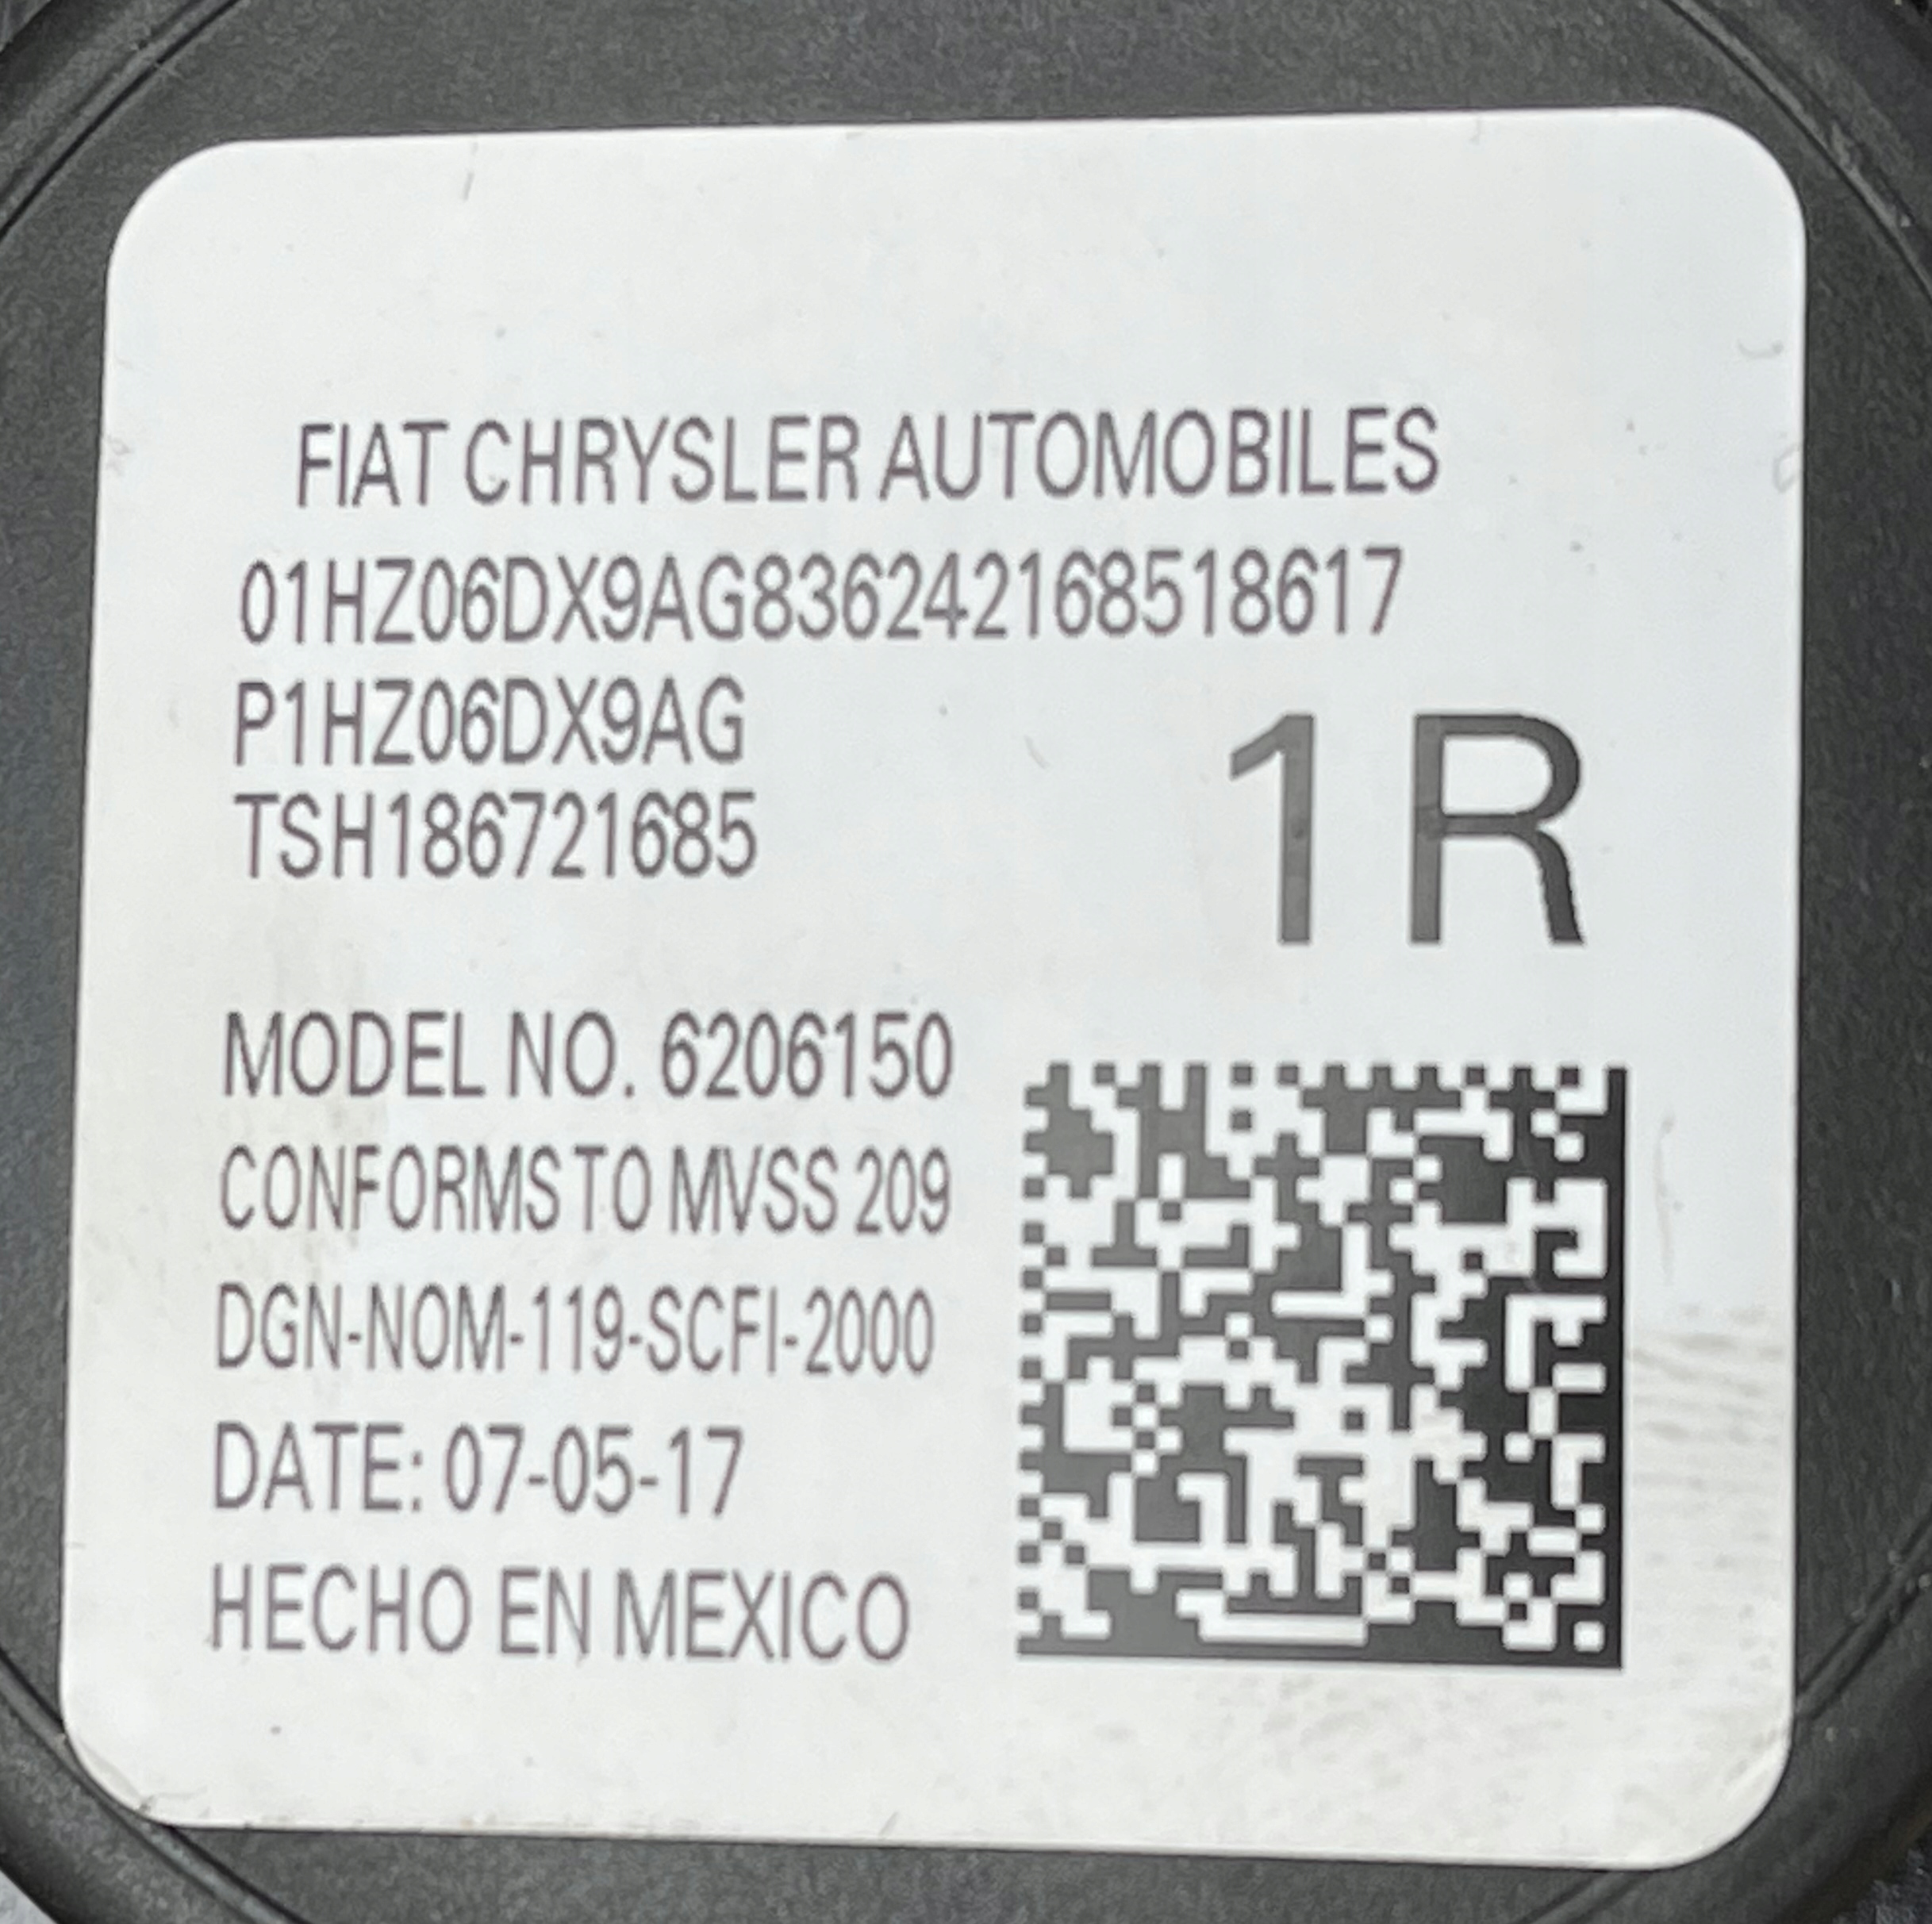 FIAT CHRYSLER AUTOMOBILES
01HZ06DX9AG836242168518617
P1HZ06DX9AG
TSH186721685
1R
MODEL NO. 6206150
CONFORMS TO MVSS 209
DGN-NOM-119-SCFI-2000
DATE: 07-05-17
HECHO EN MEXICO